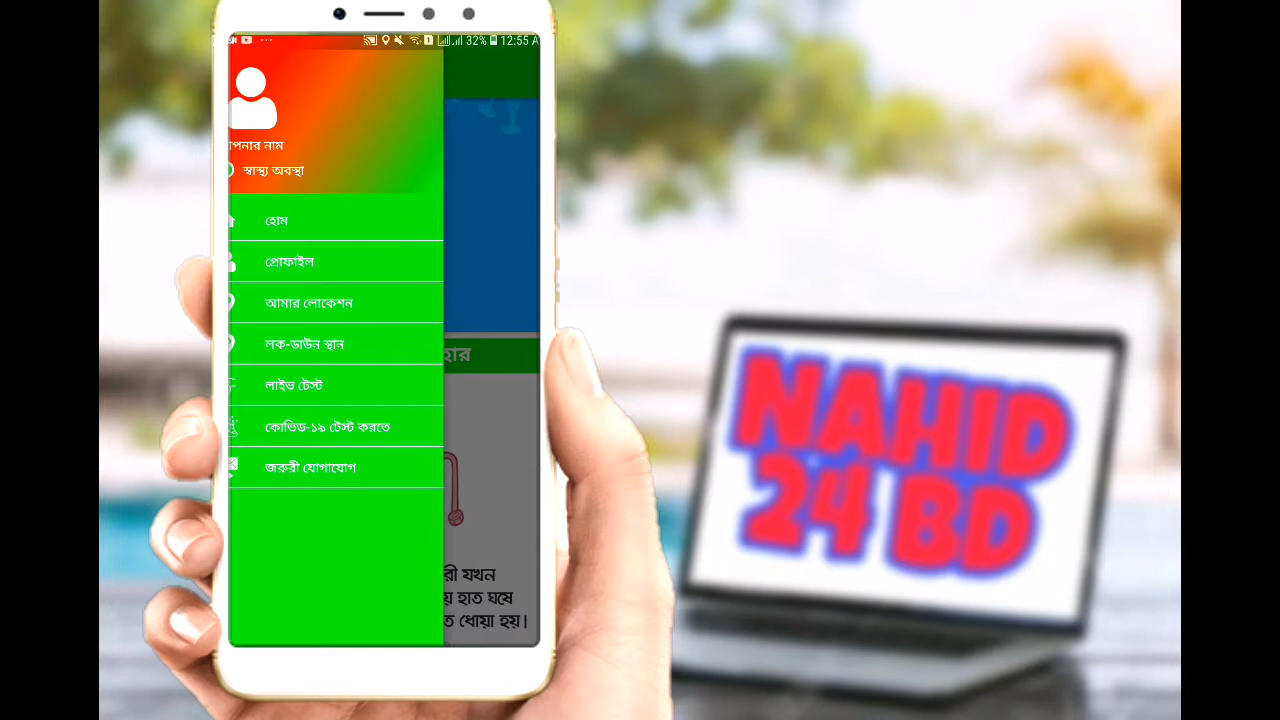 32% 12:55 A
পনার নাম
স্বাস্থ্য অবস্থা
হোম
প্রোফাইল
আমার লোকেশন
লক-ডাউন স্থান
লাইভ টেস্ট
কোভিড-১৯ টেস্ট করতে
জরুরী যোগাযোগ
হার
রী যখন
য় হাত ঘষে
ত ধোয়া হয়।
NAHID
24 BD